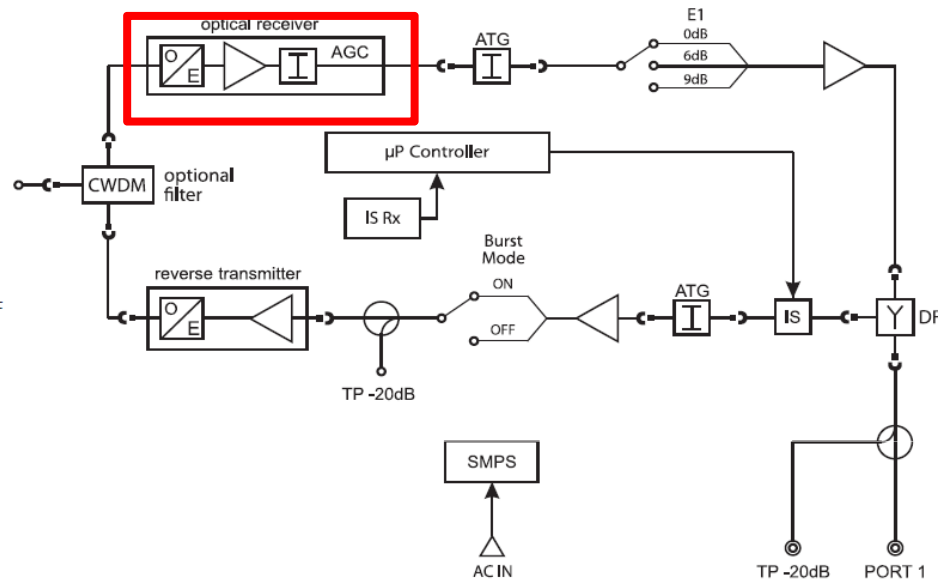 optical receiver
O
E
AGC
ATG
E1
0dB
6dB
9dB
µP Controller
CWDM
optional
filter
IS Rx
Burst
Mode
ON
OFF
reverse transmitter
O
E
TP -20dB
ATG
IS
Y
DF
SMPS
AC IN
TP -20dB
PORT 1